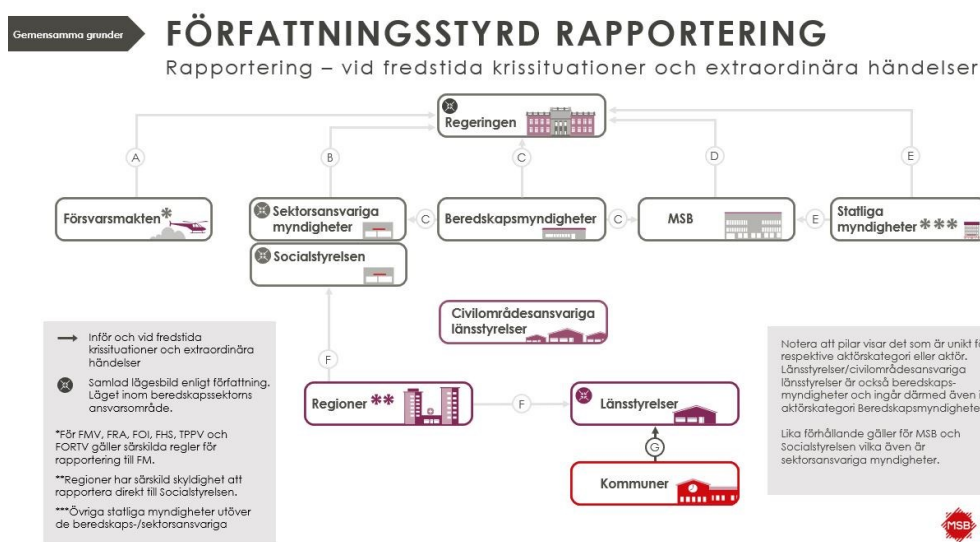 Gemensamma grunder
FÖRFATTNINGSSTYRD RAPPORTERING
Rapportering – vid fredstida krissituationer och extraordinära händelser
Regeringen
A
B
C
D
E
Försvarsmakten*
Sektorsansvariga
myndigheter
C
Beredskapsmyndigheter
C
MSB
E
Statliga
myndigheter ***
Socialstyrelsen
Civilområdesansvariga
länsstyrelser
F
Regioner **
F
Länsstyrelser
G
Kommuner
Inför och vid fredstida
krissituationer och extraordinära
händelser
Samlad lägesbild enligt författning.
Läget inom beredskapssektorns
ansvarsområde.
*För FMV, FRA, FOI, FHS, TPPV och
FORTV gäller särskilda regler för
rapportering till FM.
**Regioner har särskild skyldighet att
rapportera direkt till Socialstyrelsen.
***Övriga statliga myndigheter utöver
de beredskaps-/sektorsansvariga
Notera att pilar visar det som är unikt
respektive aktörskategori eller aktör.
Länsstyrelser/civilområdesansvariga
länsstyrelser är också beredskaps-
myndigheter och ingår därmed även i
aktörskategori
Lika förhållande gäller för MSB och
Socialstyrelsen vilka även är
sektorsansvariga myndigheter.
MSB